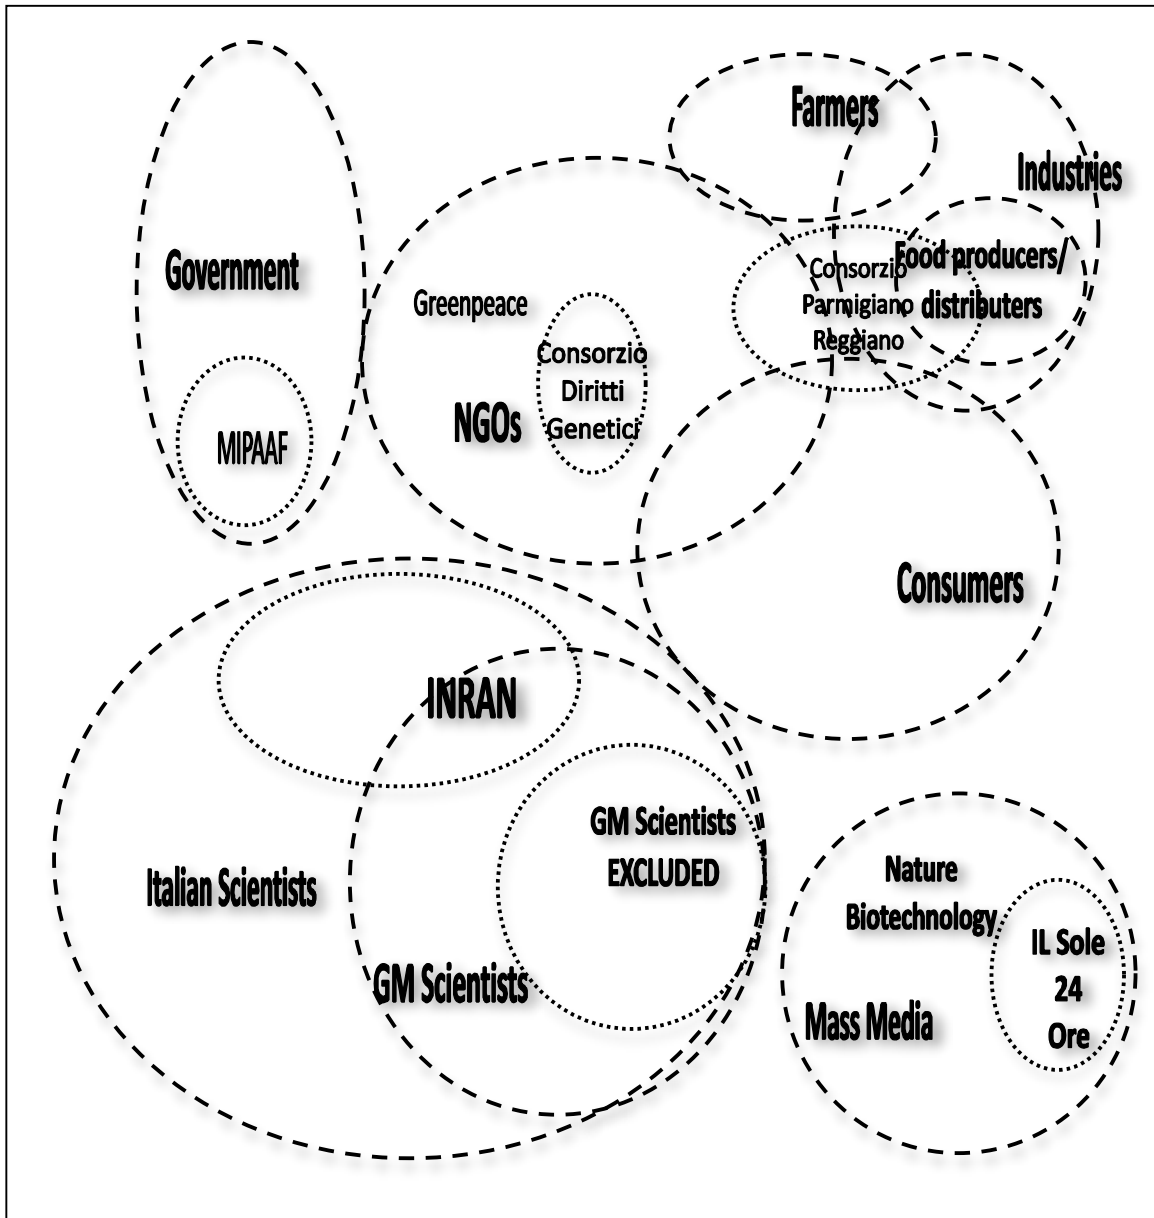 Farmers
Industries
Government
Food producers/
distributers
Consorzio
Parmigiano
Reggiano
Greenpeace
Consorzio
Diritti
Genetici
NGOs
MIPAAF
Consumers
INRAN
GM Scientists
EXCLUDED
Italian Scientists
GM Scientists
Nature
Biotechnology
IL Sole
24
Ore
Mass Media